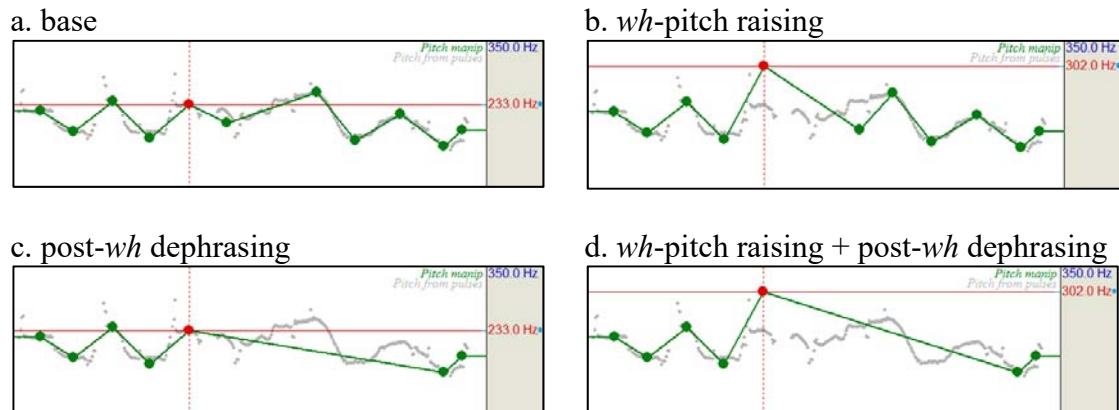 a. base
Pitch manip
Pitch from pulses
350.0 Hz
233.0 Hz
b. wh-pitch raising
Pitch manip
Pitch from pulses
350.0 Hz
302.0 Hz
c. post-wh dephrasing
Pitch manip
Pitch from pulses
350.0 Hz
233.0 Hz
d. wh-pitch raising + post-wh dephrasing
Pitch manip
Pitch from pulses
350.0 Hz
302.0 Hz